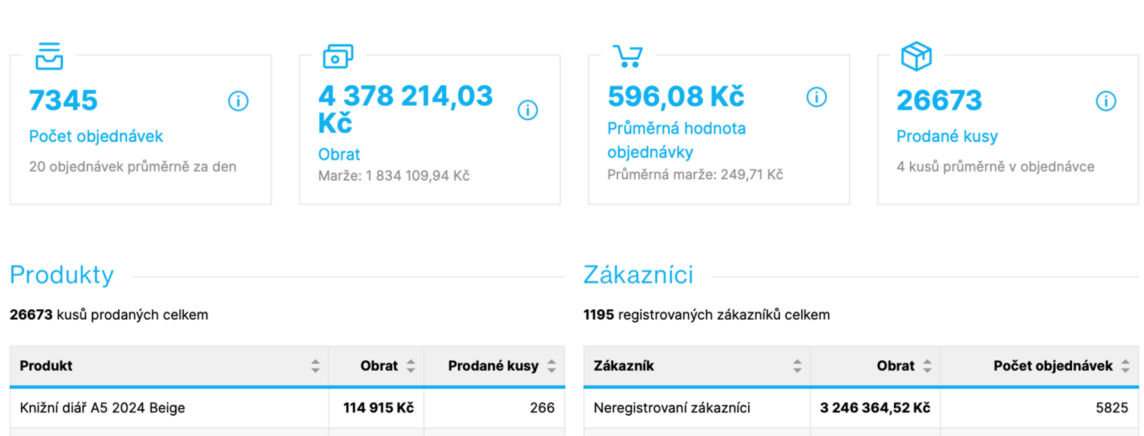 7345
Počet objednávek
20 objednávek průměrně za den
4 378 214,03
Kč
Obrat
Marže: 1 834 109,94 Kč
596,08 Kč
Průměrná hodnota
objednávky
Průměrná marže: 249,71 Kč
26673
Prodané kusy
4 kusů průměrně v objednávce
Produkty
26673 kusů prodaných celkem
Produkt Obrat Prodané kusy
Knižní diář A5 2024 Beige 114 915 Kč 266
Zákazníci
1195 registrovaných zákazníků celkem
Zákazník Obrat Počet objednávek
Neregistrovaní zákazníci 3 246 364,52 Kč 5825